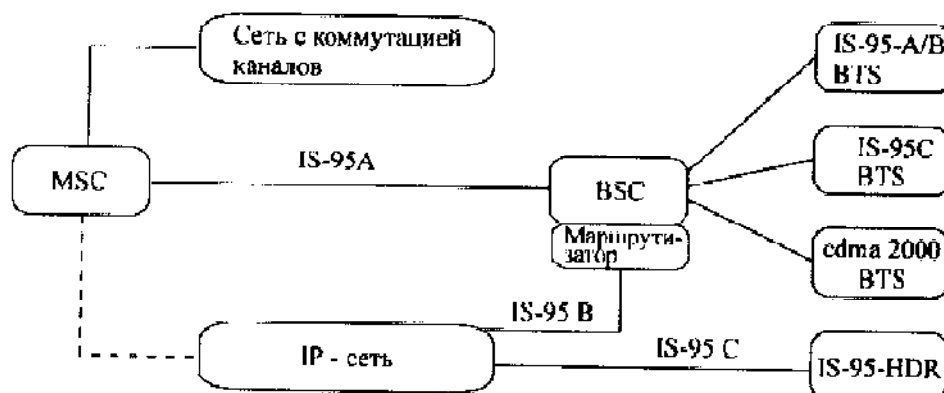 Сеть с коммутацией
каналов
IS-95-A/B
BTS
IS-95A
MSC
BSC
IS-95C
BTS
Маршрути-
затор
cdma 2000
BTS
IS-95 B
IP - сеть
IS-95 C
IS-95-HDR